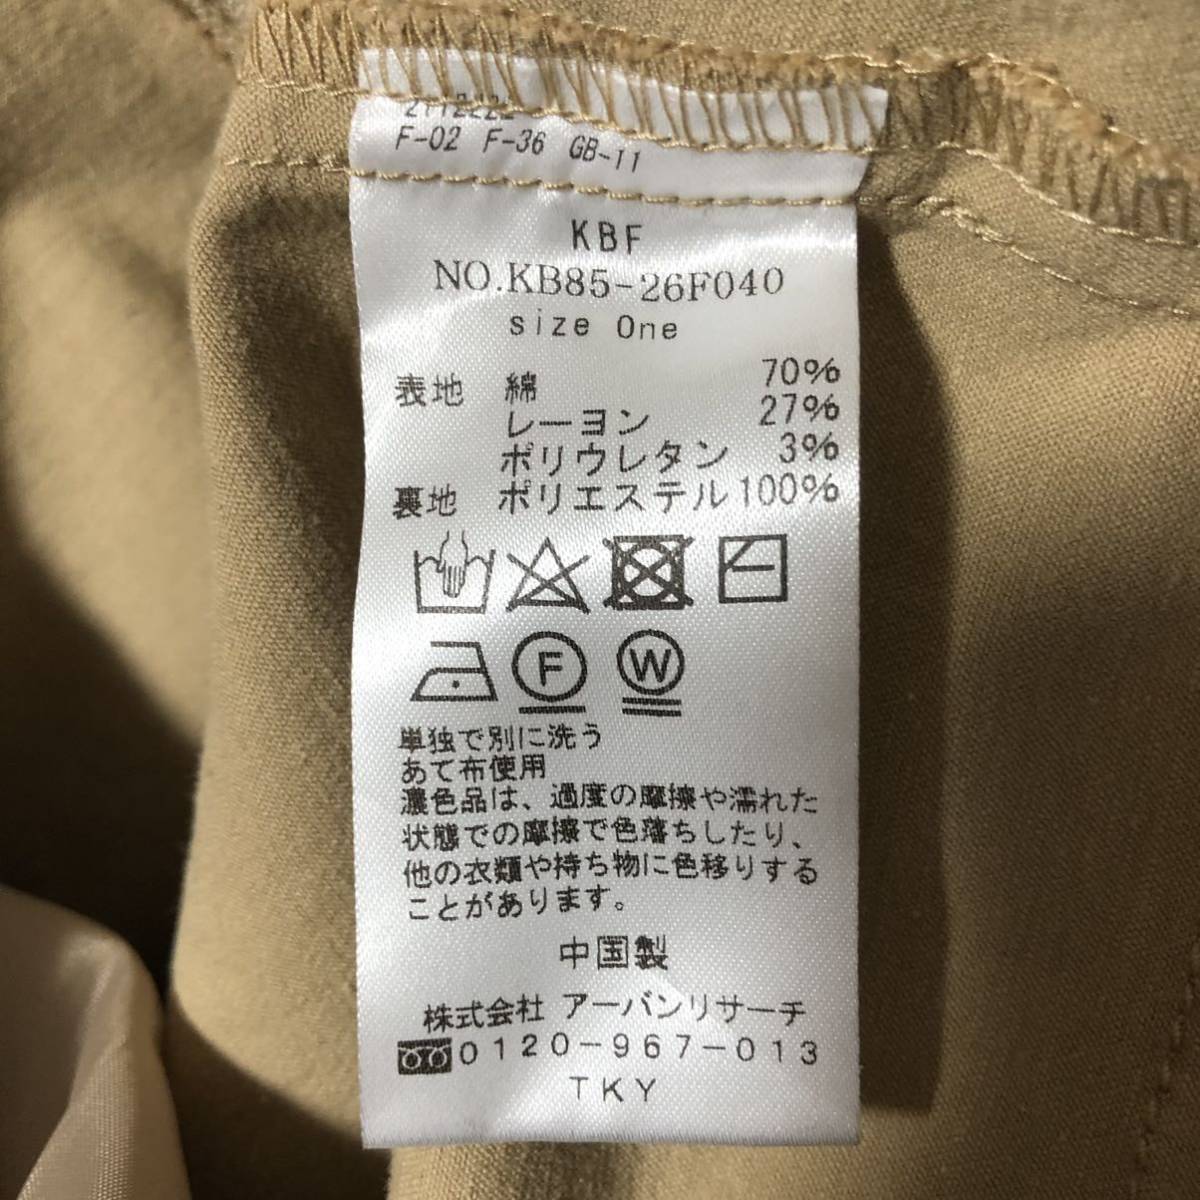 F-02 F-36 GB-11
KBF
NO.KB85-26F040
size One
表地 綿 70%
レーヨン 27%
ポリウレタン 3%
裏地 ポリエステル 100%
F W
単独で別に洗う
あて布使用
濃色品は、過度の摩擦や濡れた
状態での摩擦で色落ちしたり、
他の衣類や持ち物に色移りする
ことがあります。
中国製
株式会社 アーバンリサーチ
0120-967-013
TKY